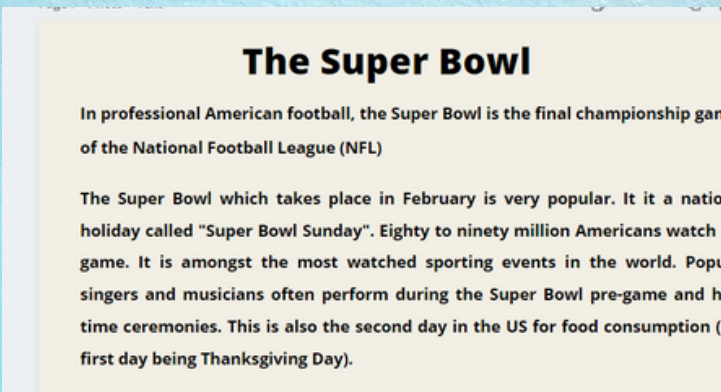 The Super Bowl
In professional American football, the Super Bowl is the final championship gam
of the National Football League (NFL)
The Super Bowl which takes place in February is very popular. It it a natio
holiday called "Super Bowl Sunday". Eighty to ninety million Americans watch
game. It is amongst the most watched sporting events in the world. Popu
singers and musicians often perform during the Super Bowl pre-game and h
time ceremonies. This is also the second day in the US for food consumption (
first day being Thanksgiving Day).